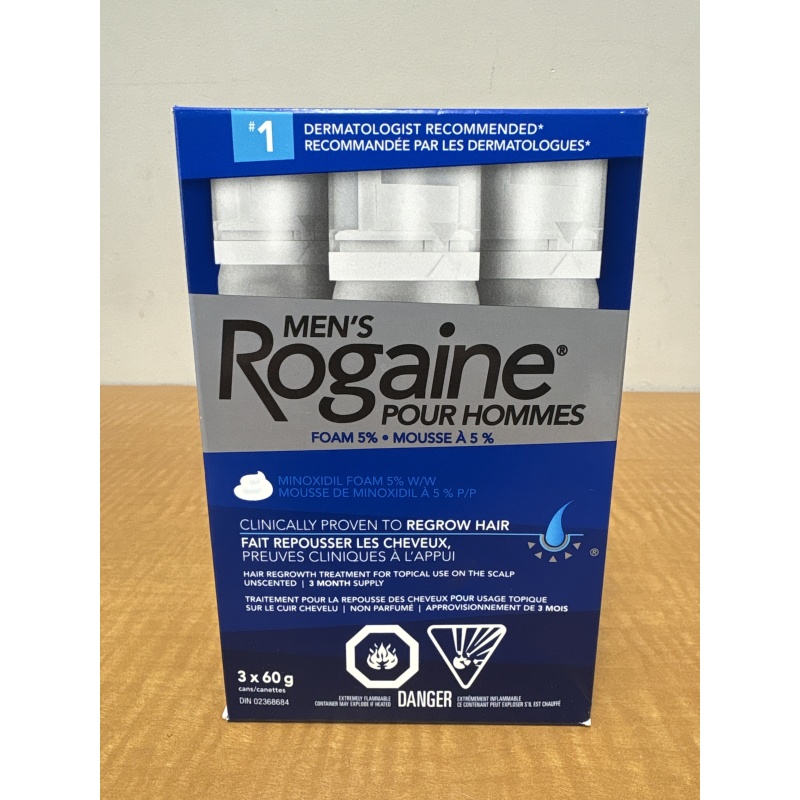 #1
DERMATOLOGIST RECOMMENDED*
RECOMMANDÉE PAR LES DERMATOLOGUES*
MEN'S
Rogaine®
POUR HOMMES
FOAM 5% • MOUSSE À 5 %
MINOXIDIL FOAM 5% W/W
MOUSSE DE MINOXIDIL À 5 % P/P
CLINICALLY PROVEN TO REGROW HAIR
FAIT REPOUSSER LES CHEVEUX,
PREUVES CLINIQUES À L'APPUI
®
HAIR REGROWTH TREATMENT FOR TOPICAL USE ON THE SCALP
UNSCENTED | 3 MONTH SUPPLY
TRAITEMENT POUR LA REPOUSSE DES CHEVEUX POUR USAGE TOPIQUE
SUR LE CUIR CHEVELU | NON PARFUMÉ | APPROVISIONNEMENT DE 3 MOIS
3 x 60 g
cans/canettes
DIN 02368684
EXTREMELY FLAMMABLE
CONTAINER MAY EXPLODE IF HEATED
DANGER
EXTRÊMEMENT INFLAMMABLE
CE CONTENANT PEUT EXPLOSER S'IL EST CHAUFFÉ